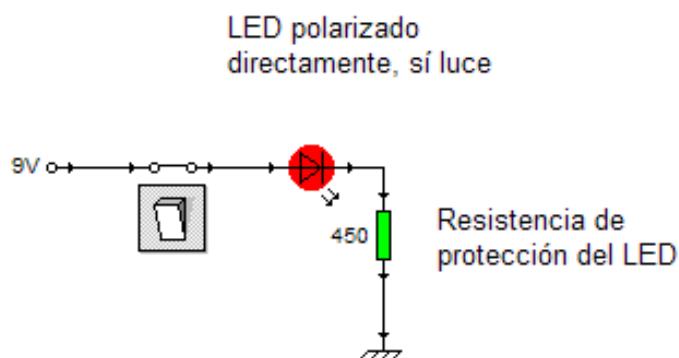 LED polarizado
directamente, sí luce
9V
450
Resistencia de
protección del LED